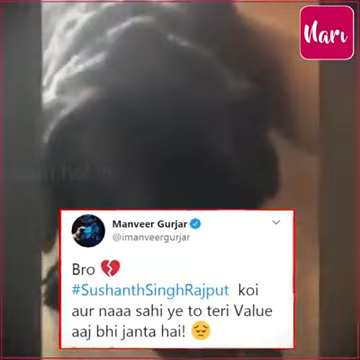 Nari
Manveer Gurjar
@imanveergurjar
Bro 💔
#SushanthSinghRajput koi
aur naaa sahi ye to teri Value
aaj bhi janta hai! 😔